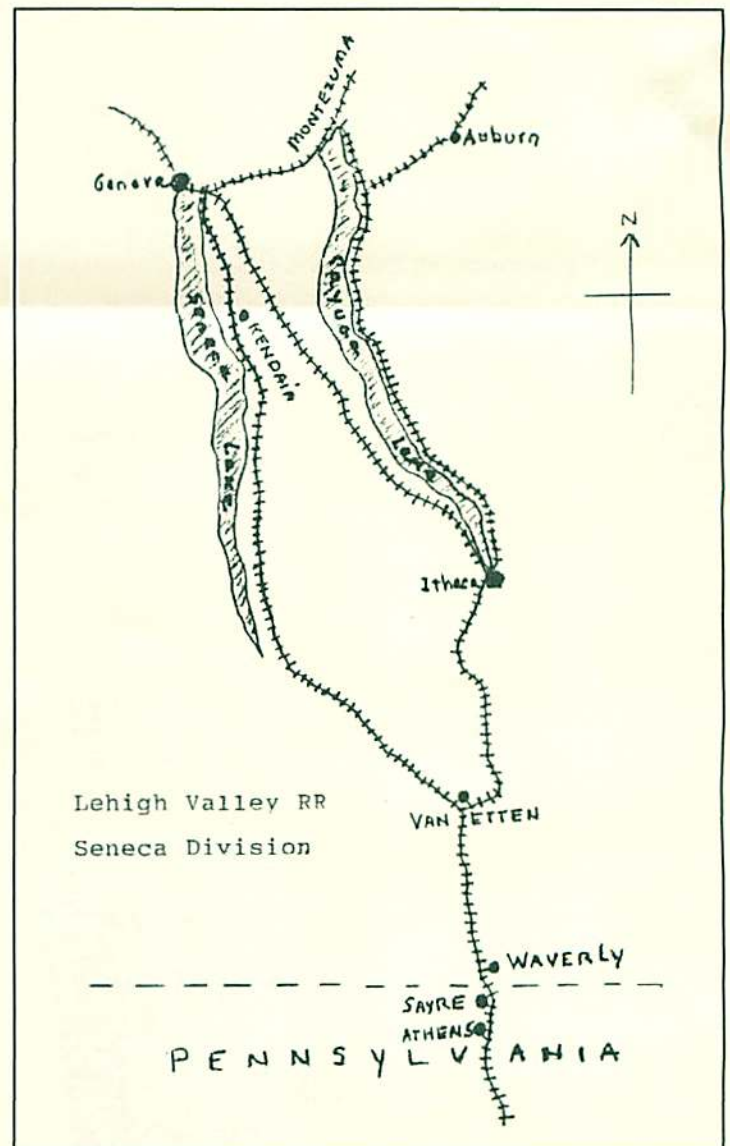 MONTEZUMA
Auburn
Geneva
N
Seneca
Lake
Cayuga
Lake
KENDAIA
Ithaca
Lehigh Valley RR
Seneca Division
VAN ETTEN
WAVERLY
SAYRE
ATHENS
PENNSYLVANIA